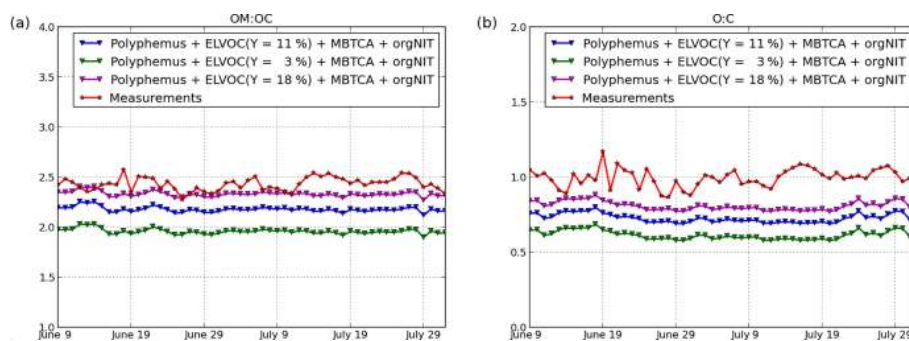 (a)
OM:OC
4.0
Polyphemus + ELVOC(Y = 11 %) + MBTCA + orgNIT
Polyphemus + ELVOC(Y = 3 %) + MBTCA + orgNIT
Polyphemus + ELVOC(Y = 18 %) + MBTCA + orgNIT
Measurements
3.5
3.0
2.5
2.0
1.5
1.0
June 9 June 19 June 29 July 9 July 19 July 29
(b)
O:C
2.0
Polyphemus + ELVOC(Y = 11 %) + MBTCA + orgNIT
Polyphemus + ELVOC(Y = 3 %) + MBTCA + orgNIT
Polyphemus + ELVOC(Y = 18 %) + MBTCA + orgNIT
Measurements
1.5
1.0
0.5
0.0
June 9 June 19 June 29 July 9 July 19 July 29